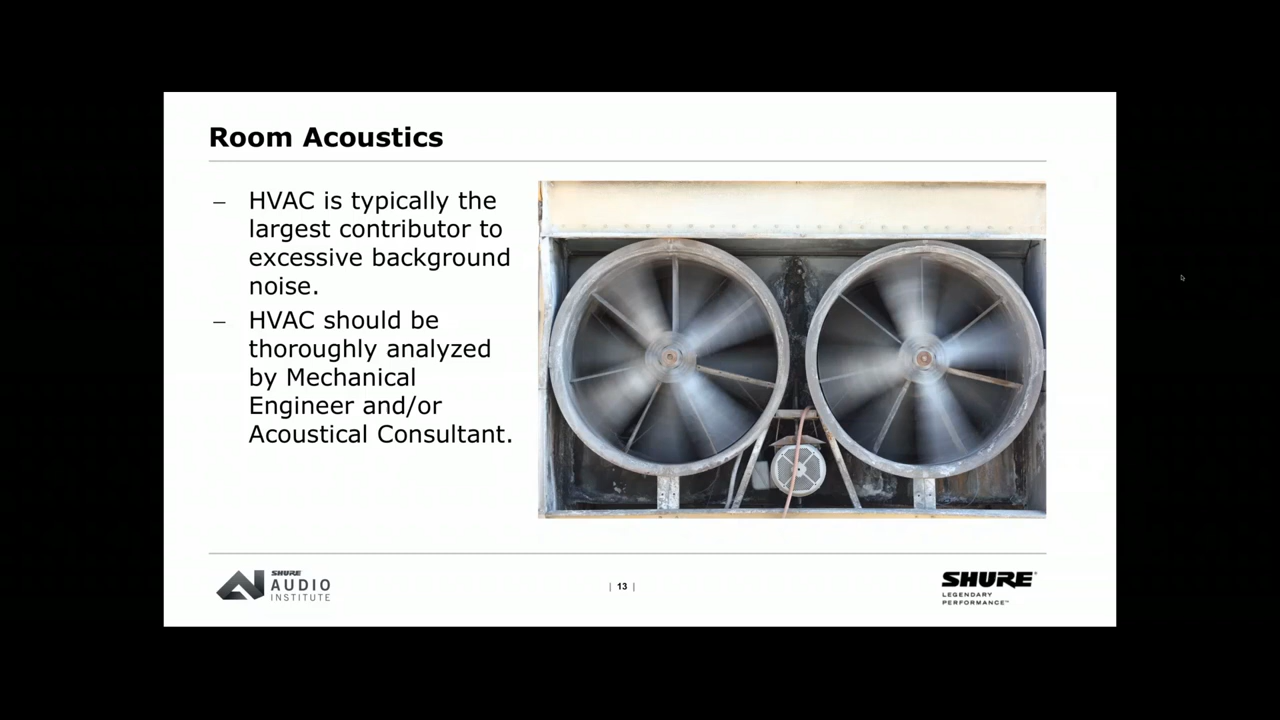 Room Acoustics
– HVAC is typically the
largest contributor to
excessive background
noise.
– HVAC should be
thoroughly analyzed
by Mechanical
Engineer and/or
Acoustical Consultant.
SHURE
AUDIO
INSTITUTE
| 13 |
SHURE®
LEGENDARY
PERFORMANCE™